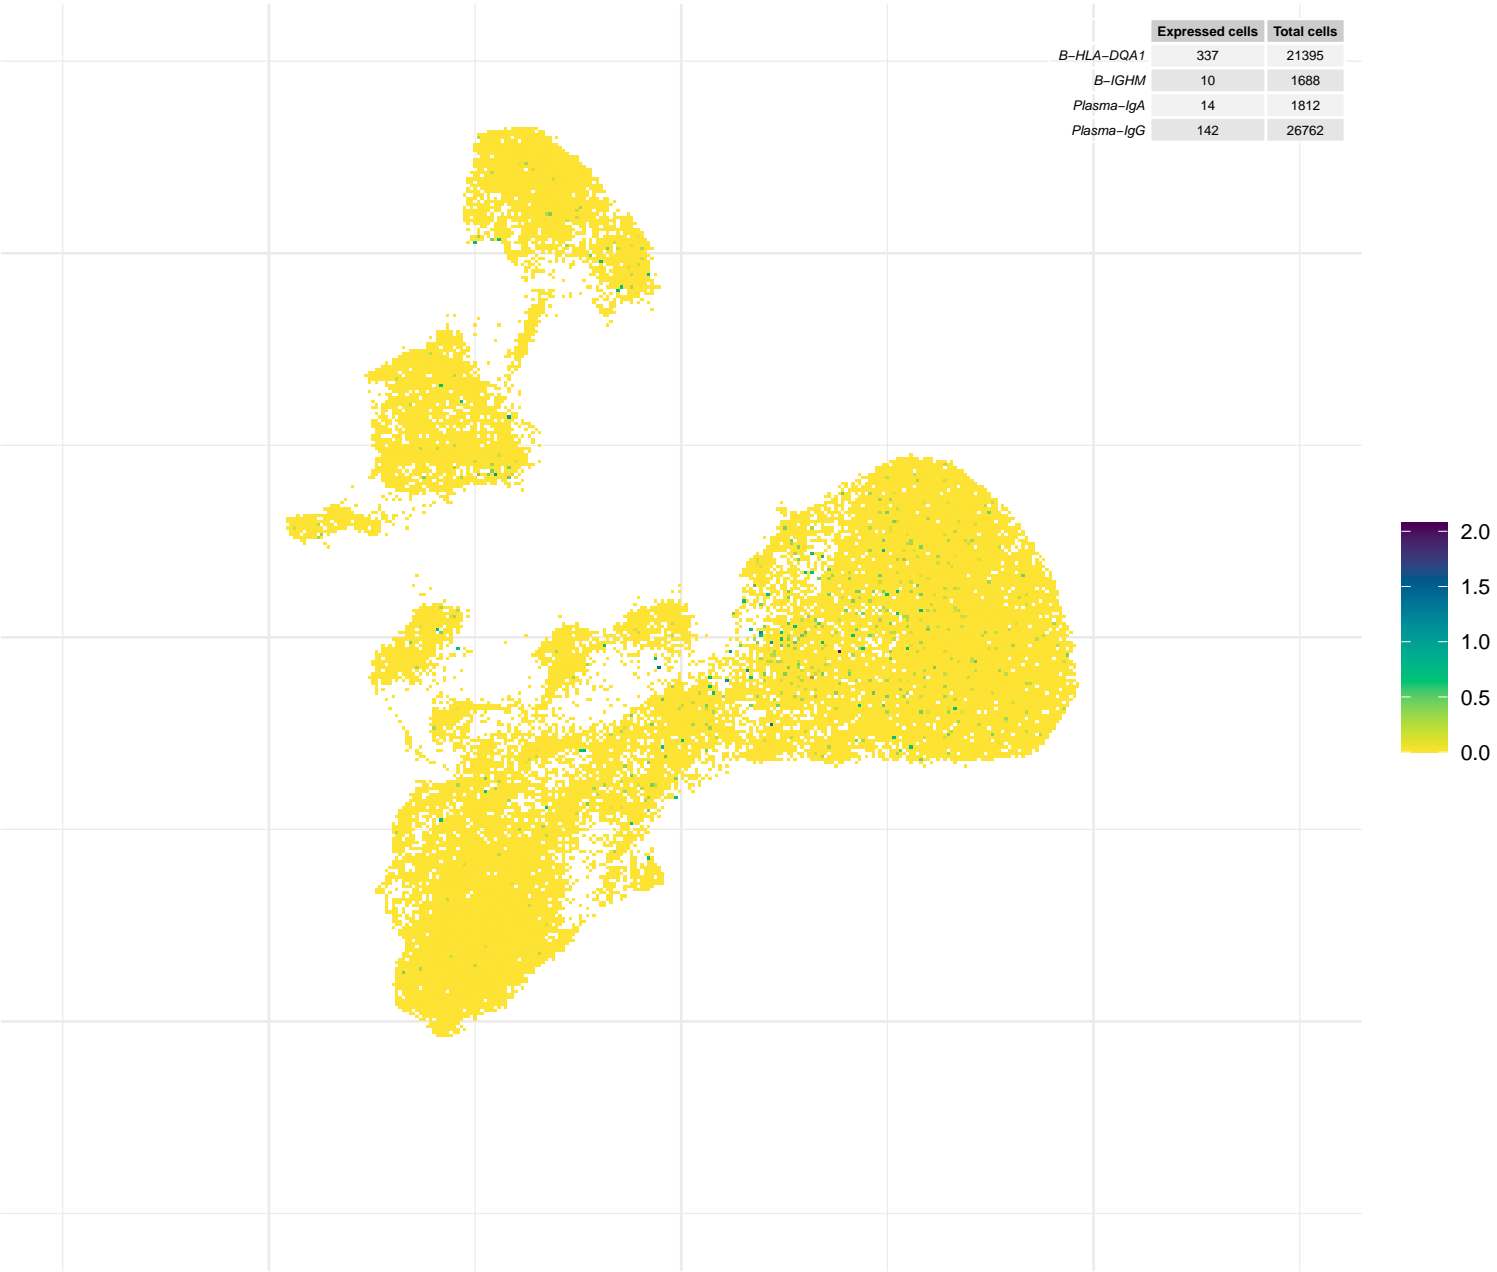 Expressed cells Total cells
B−HLA−DQA1 337 21395
B−IGHM 10 1688
Plasma−IgA 14 1812
Plasma−IgG 142 26762
2.0
1.5
1.0
0.5
0.0